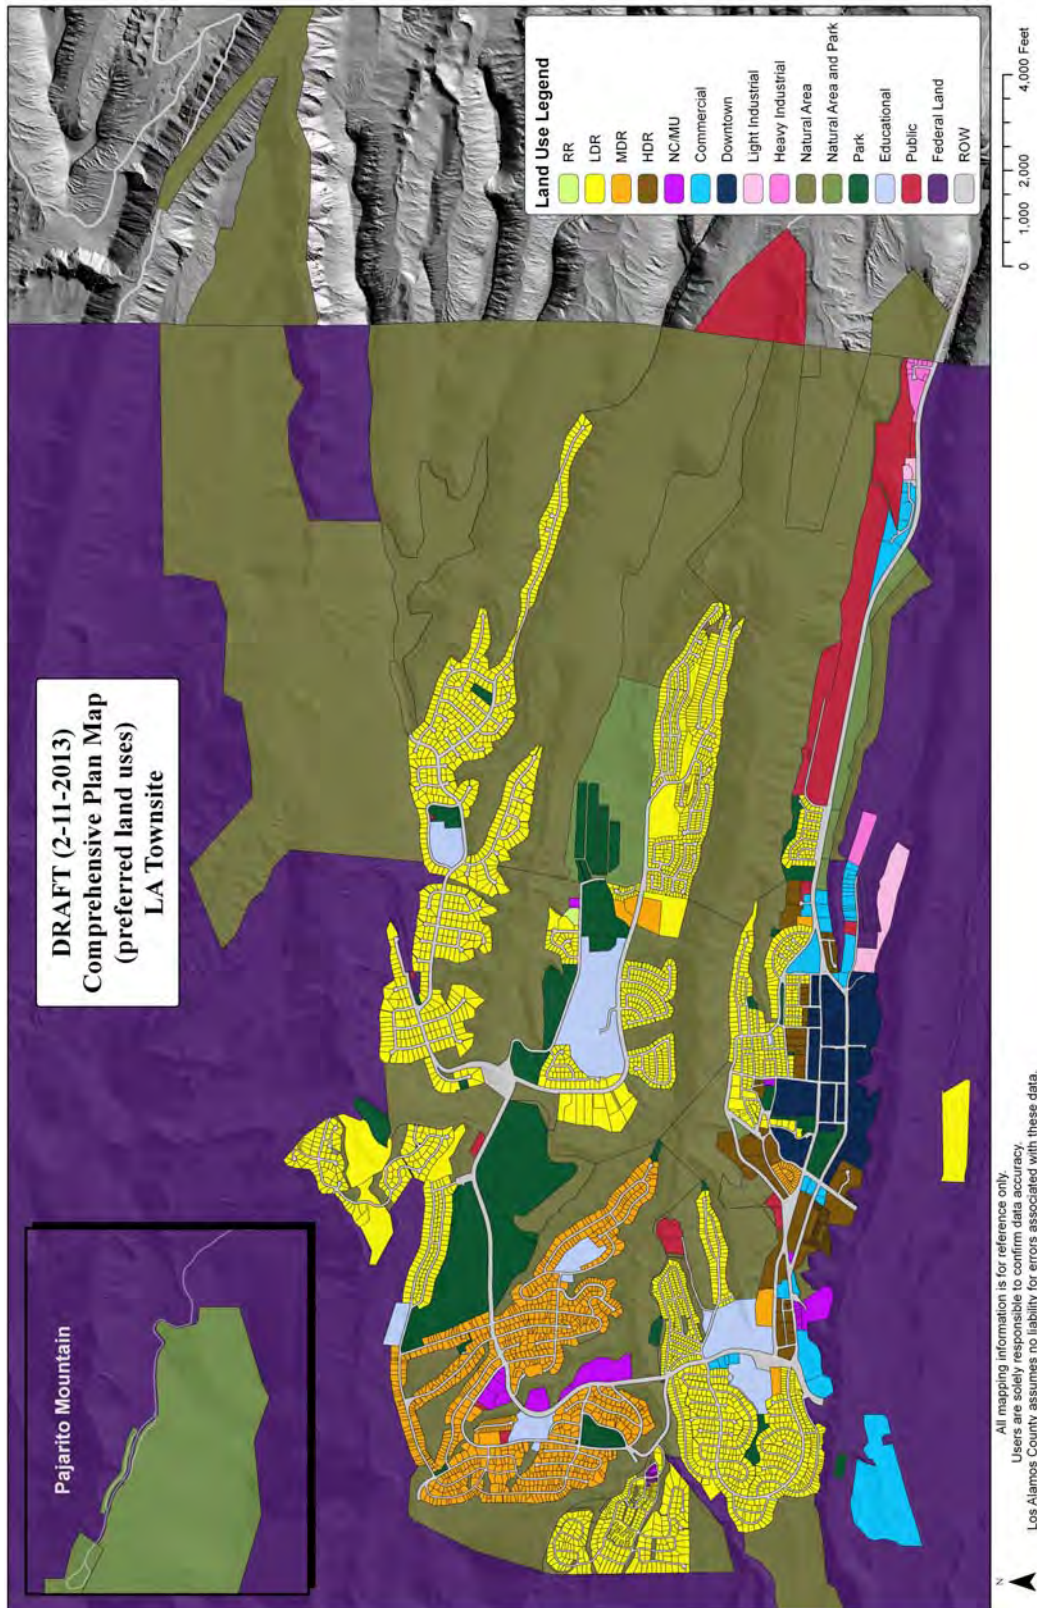 DRAFT (2-11-2013)
Comprehensive Plan Map
(preferred land uses)
LA Townsite
Pajarito Mountain
Land Use Legend
RR
LDR
MDR
HDR
NC/MU
Commercial
Downtown
Light Industrial
Heavy Industrial
Natural Area
Natural Area and Park
Park
Educational
Public
Federal Land
ROW
N
All mapping information is for reference only.
Users are solely responsible to confirm data accuracy.
Los Alamos County assumes no liability for errors associated with these data.
0 1,000 2,000 4,000 Feet